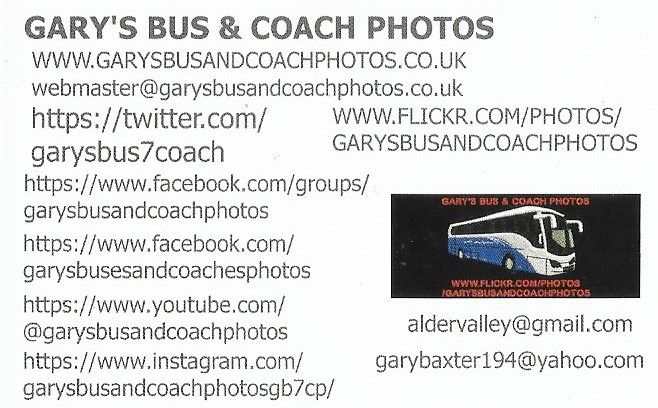 GARY'S BUS & COACH PHOTOS
WWW.GARYSBUSANDCOACHPHOTOS.CO.UK
webmaster@garysbusandcoachphotos.co.uk
https://twitter.com/
garysbus7coach
WWW.FLICKR.COM/PHOTOS/
GARYSBUSANDCOACHPHOTOS
https://www.facebook.com/groups/
garysbusandcoachphotos
https://www.facebook.com/
garysbusesandcoachesphotos
https://www.youtube.com/
@garysbusandcoachphotos
https://www.instagram.com/
garysbusandcoachphotosgb7cp/
GARY'S BUS & COACH PHOTOS
WWW.FLICKR.COM/PHOTOS
/GARYSBUSANDCOACHPHOTOS
aldervalley@gmail.com
garybaxter194@yahoo.com